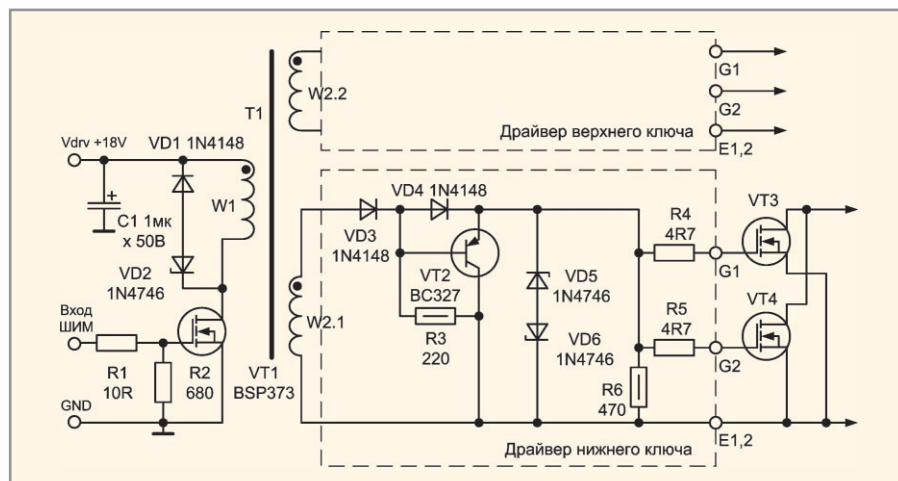 G1
W2.2
T1
G2
Vdrv +18V
VD1 1N4148
Драйвер верхнего ключа
E1,2
W1
VD4 1N4148
VT3
C1 1мк
x 50В
VD3
1N4148
R4
4R7
G1
VD2
1N4746
VT2
BC327
VD5
1N4746
VT4
Вход
ШИМ
W2.1
R5
4R7
R3
220
VD6
1N4746
G2
R1
10R
R2
680
VT1
BSP373
R6
470
GND
E1,2
Драйвер нижнего ключа